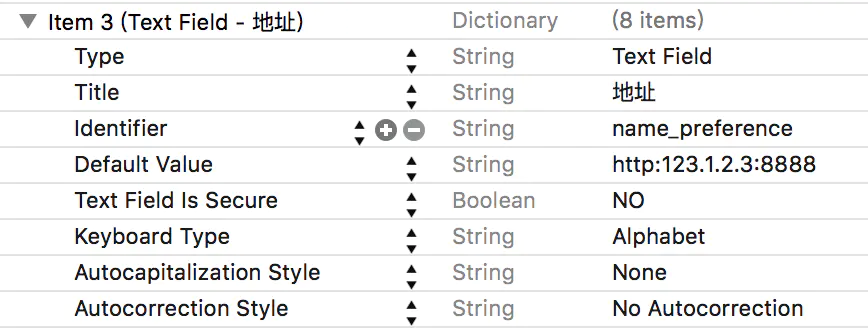 Item 3 (Text Field - 地址) Dictionary (8 items)
Type String Text Field
Title String 地址
Identifier String name_preference
Default Value String http:123.1.2.3:8888
Text Field Is Secure Boolean NO
Keyboard Type String Alphabet
Autocapitalization Style String None
Autocorrection Style String No Autocorrection